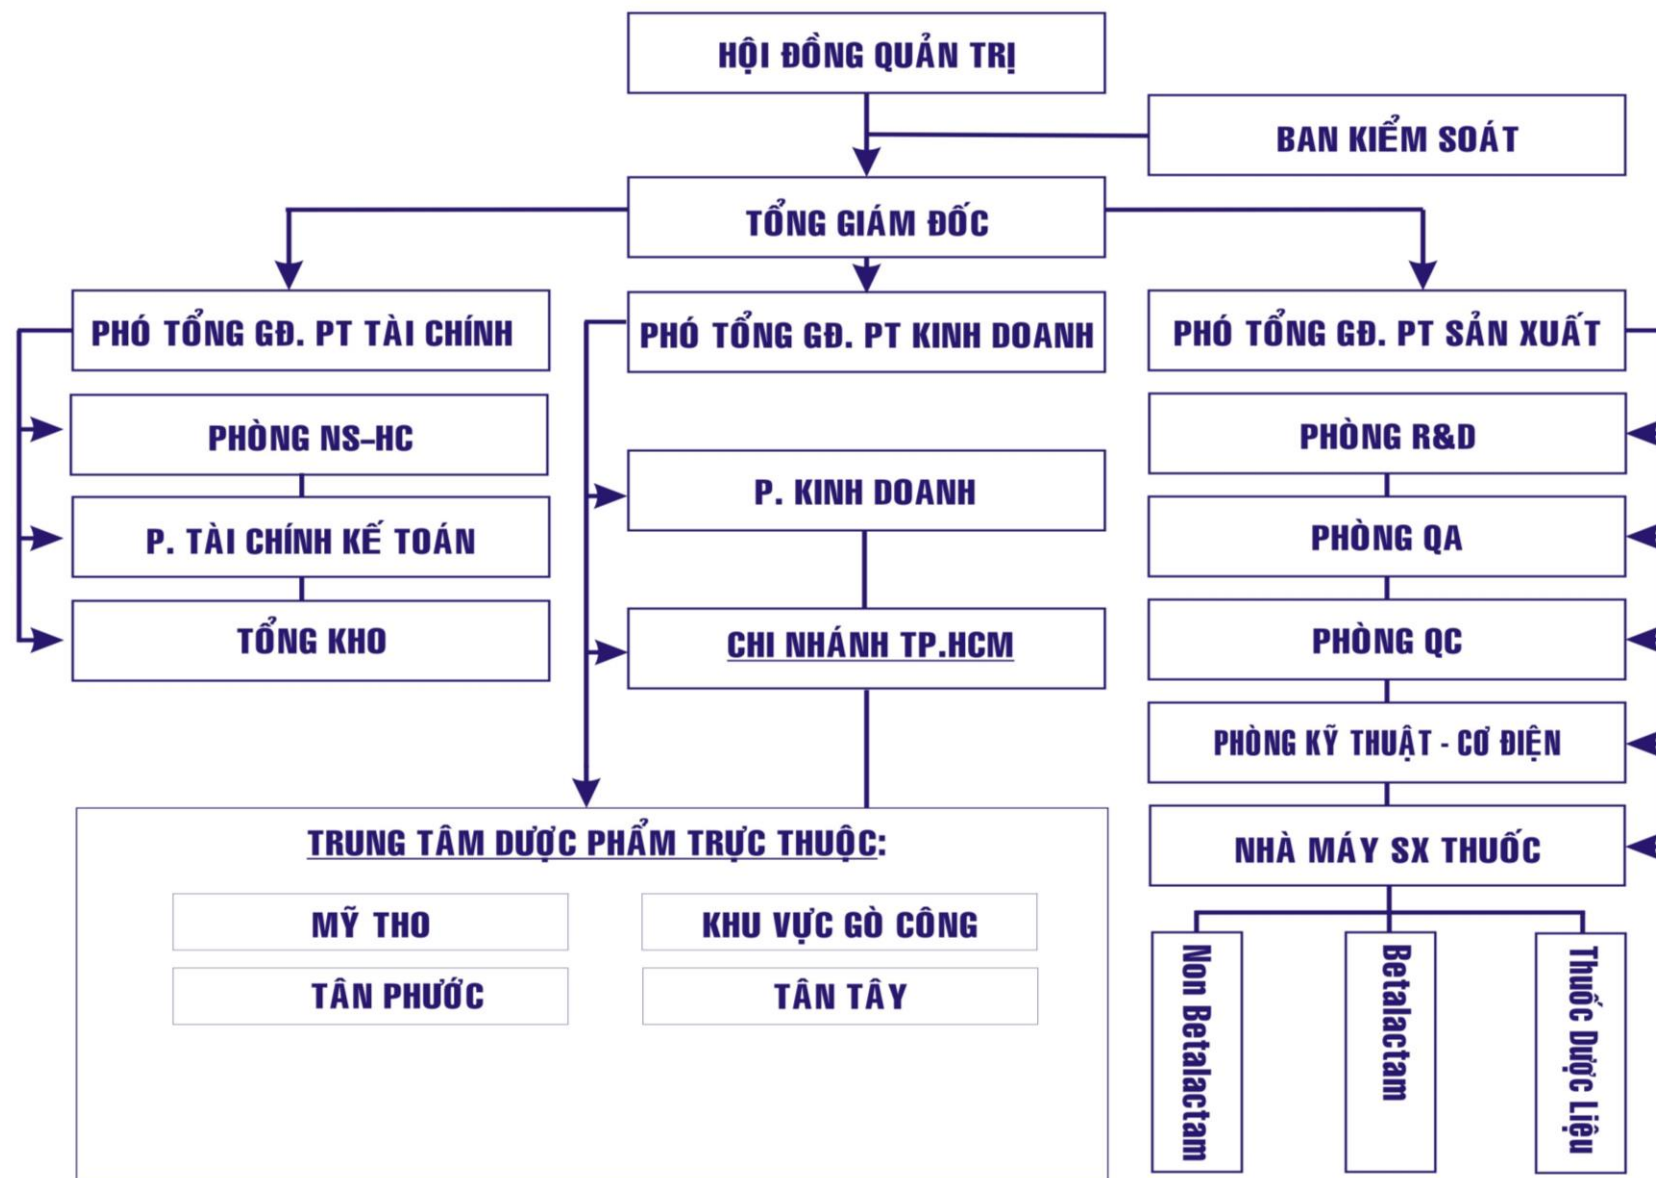 HỘI ĐỒNG QUẢN TRỊ
BAN KIỂM SOÁT
TỔNG GIÁM ĐỐC
PHÓ TỔNG GĐ. PT TÀI CHÍNH
PHÓ TỔNG GĐ. PT KINH DOANH
PHÓ TỔNG GĐ. PT SẢN XUẤT
PHÒNG NS–HC
P. TÀI CHÍNH KẾ TOÁN
TỔNG KHO
P. KINH DOANH
CHI NHÁNH TP.HCM
PHÒNG R&D
PHÒNG QA
PHÒNG QC
PHÒNG KỸ THUẬT - CƠ ĐIỆN
NHÀ MÁY SX THUỐC
TRUNG TÂM DƯỢC PHẨM TRỰC THUỘC:
MỸ THO
KHU VỰC GÒ CÔNG
TÂN PHƯỚC
TÂN TÂY
Non Betalactam
Betalactam
Thuốc Dược Liệu